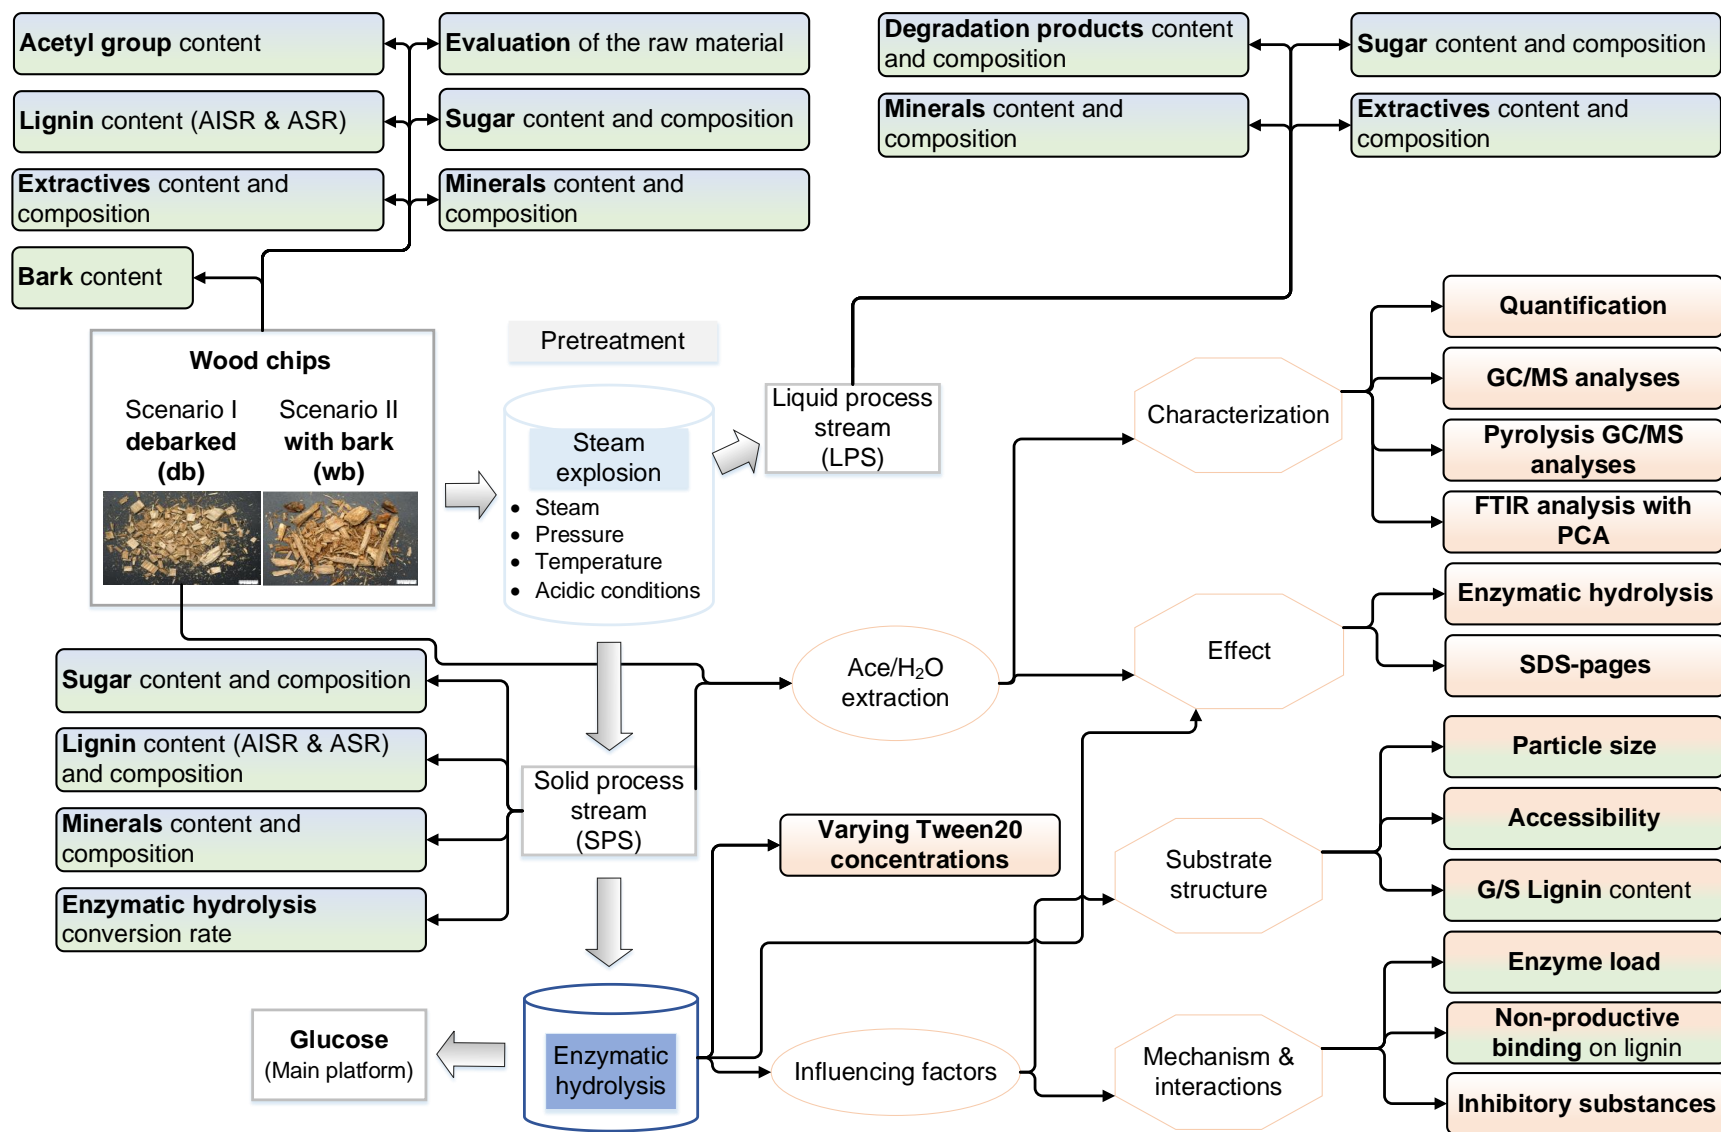 Acetyl group content
Evaluation of the raw material
Lignin content (AISR & ASR)
Sugar content and composition
Extractives content and
composition
Minerals content and
composition
Bark content
Degradation products content
and composition
Sugar content and composition
Minerals content and
composition
Extractives content and
composition
Wood chips
Scenario I
debarked
(db)
Scenario II
with bark
(wb)
Pretreatment
Steam
explosion
• Steam
• Pressure
• Temperature
• Acidic conditions
Liquid process
stream
(LPS)
Characterization
Quantification
GC/MS analyses
Pyrolysis GC/MS
analyses
FTIR analysis with
PCA
Ace/H₂O
extraction
Effect
Enzymatic hydrolysis
SDS-pages
Sugar content and composition
Lignin content (AISR & ASR)
and composition
Minerals content and
composition
Enzymatic hydrolysis
conversion rate
Solid process
stream
(SPS)
Varying Tween20
concentrations
Substrate
structure
Particle size
Accessibility
G/S Lignin content
Glucose
(Main platform)
Enzymatic
hydrolysis
Influencing factors
Mechanism &
interactions
Enzyme load
Non-productive
binding on lignin
Inhibitory substances